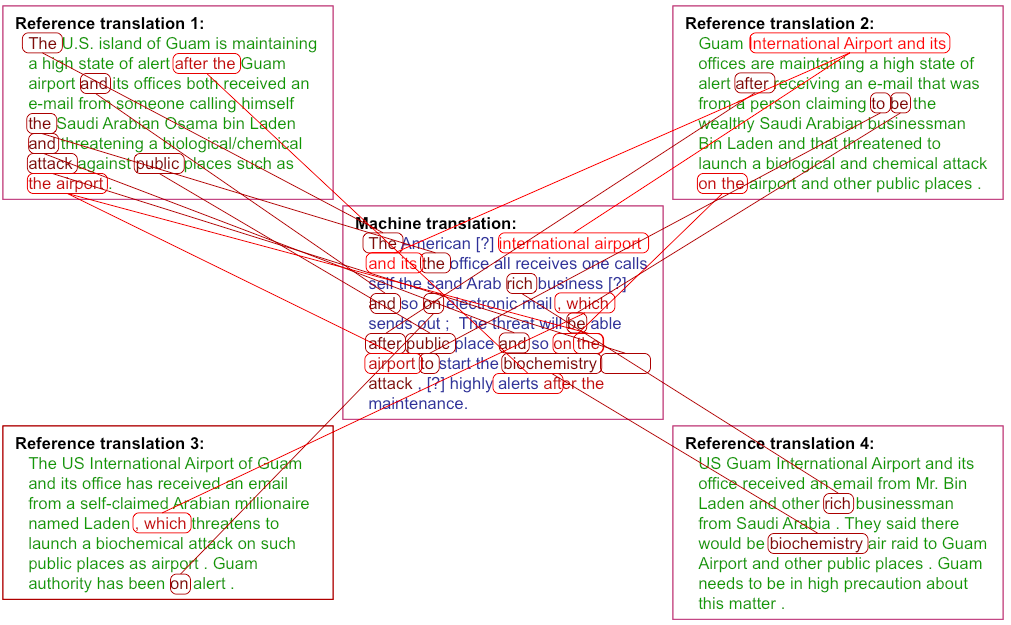 Reference translation 1:
The U.S. island of Guam is maintaining
a high state of alert after the Guam
airport and its offices both received an
e-mail from someone calling himself
the Saudi Arabian Osama bin Laden
and threatening a biological/chemical
attack against public places such as
the airport .
Reference translation 2:
Guam International Airport and its
offices are maintaining a high state of
alert after receiving an e-mail that was
from a person claiming to be the
wealthy Saudi Arabian businessman
Bin Laden and that threatened to
launch a biological and chemical attack
on the airport and other public places .
Machine translation:
The American [?] international airport
and its the office all receives one calls
self the sand Arab rich business [?]
and so on electronic mail , which
sends out ; The threat will be able
after public place and so on the
airport to start the biochemistry
attack , [?] highly alerts after the
maintenance.
Reference translation 3:
The US International Airport of Guam
and its office has received an email
from a self-claimed Arabian millionaire
named Laden , which threatens to
launch a biochemical attack on such
public places as airport . Guam
authority has been on alert .
Reference translation 4:
US Guam International Airport and its
office received an email from Mr. Bin
Laden and other rich businessman
from Saudi Arabia . They said there
would be biochemistry air raid to Guam
Airport and other public places . Guam
needs to be in high precaution about
this matter .